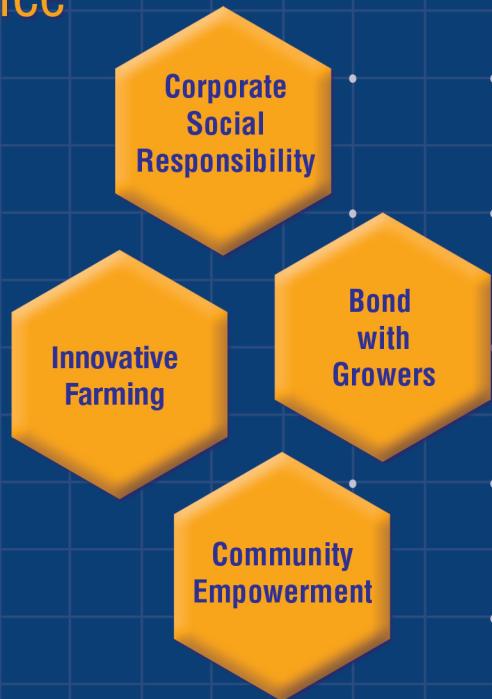 Corporate
Social
Responsibility
Bond
with
Growers
Innovative
Farming
Community
Empowerment